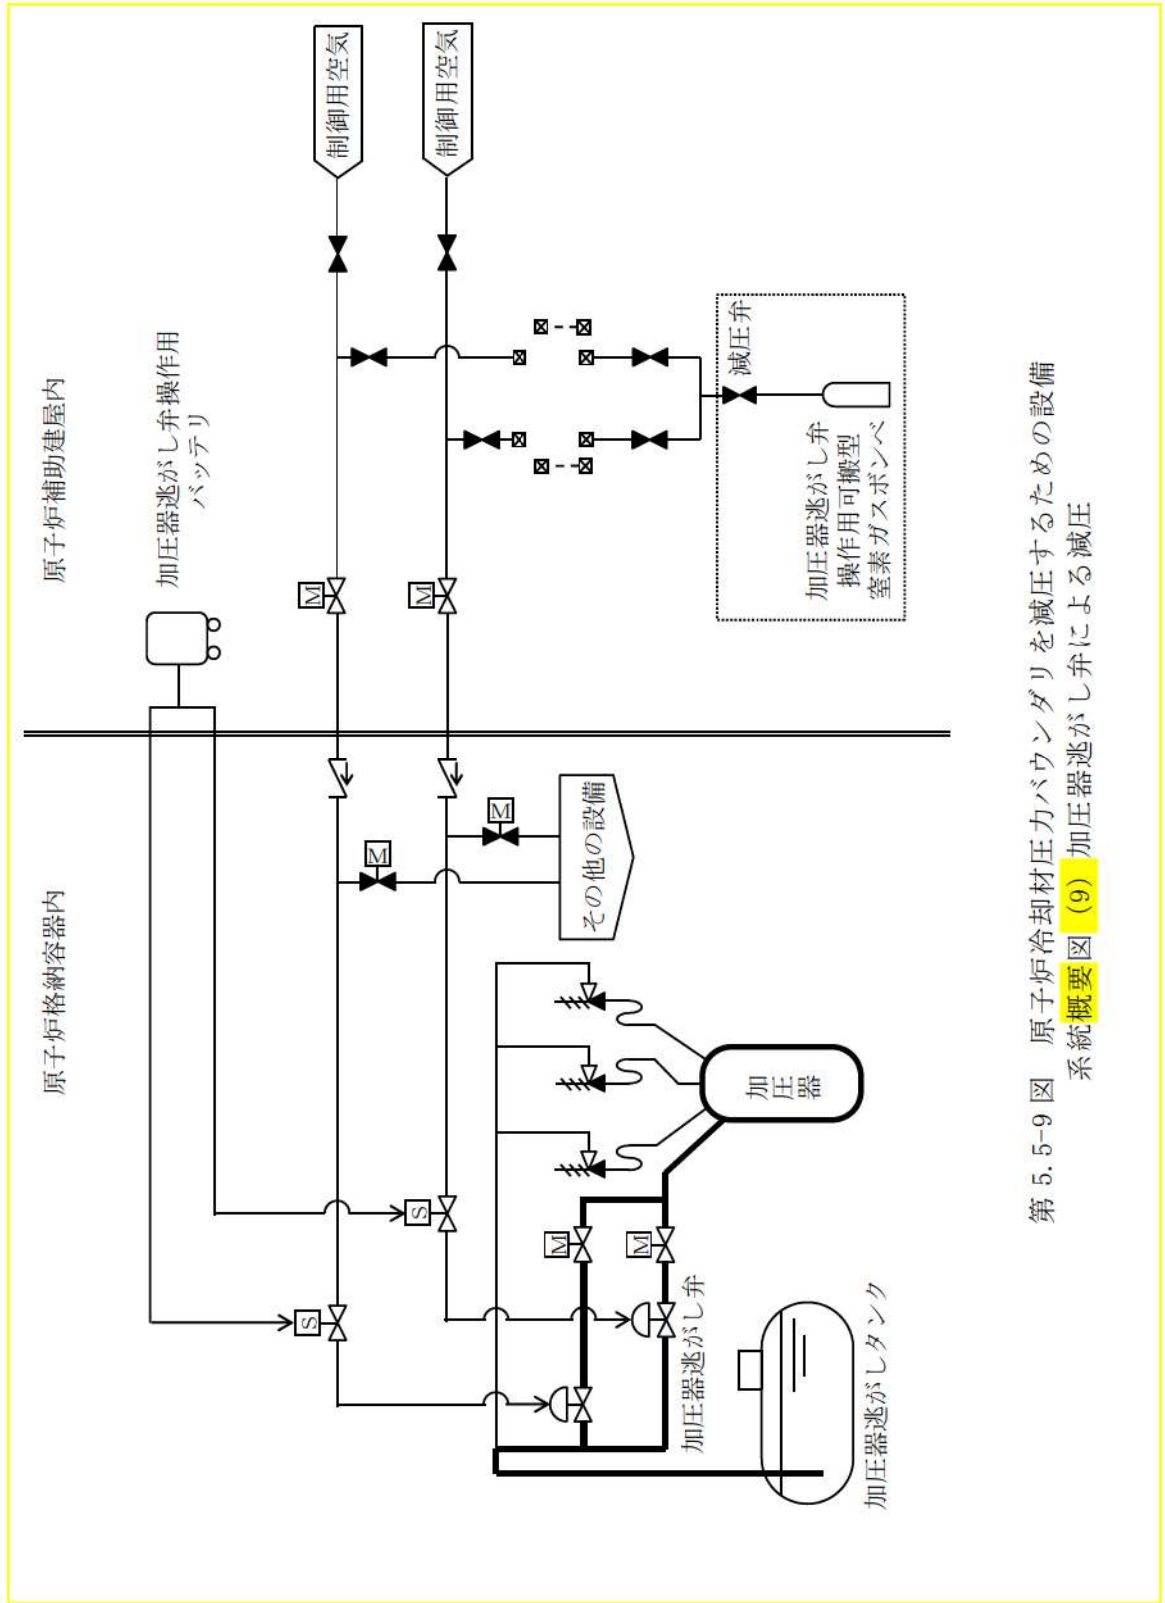 原子炉格納容器内
原子炉補助建屋内
加圧器逃がし弁操作用
バッテリ
制御用空気
制御用空気
M
M
M
M
S
S
M
M
その他の設備
加圧器
加圧器逃がし弁
加圧器逃がしタンク
減圧弁
加圧器逃がし弁
操作用可搬型
窒素ガスボンベ
第 5.5-9 図 原子炉冷却材圧力バウンダリを減圧するための設備
系統概要図 (9) 加圧器逃がし弁による減圧